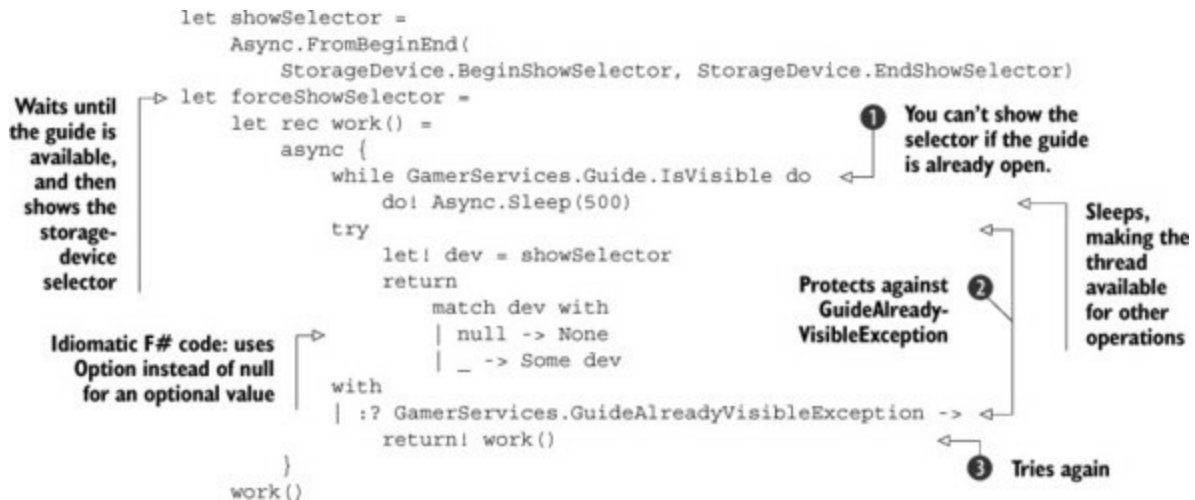 let showSelector =
Async.FromBeginEnd(
StorageDevice.BeginShowSelector, StorageDevice.EndShowSelector)
let forceShowSelector =
let rec work() =
async {
while GamerServices.Guide.IsVisible do
do! Async.Sleep(500)
try
let! dev = showSelector
return
match dev with
| null -> None
| _ -> Some dev
with
| :? GamerServices.GuideAlreadyVisibleException ->
return! work()
}
work()
Waits until
the guide is
available,
and then
shows the
storage-
device
selector
1 You can't show the
selector if the guide
is already open.
Sleeps,
making the
thread
available
for other
operations
Protects against 2
GuideAlready-
VisibleException
Idiomatic F# code: uses
Option instead of null
for an optional value
3 Tries again